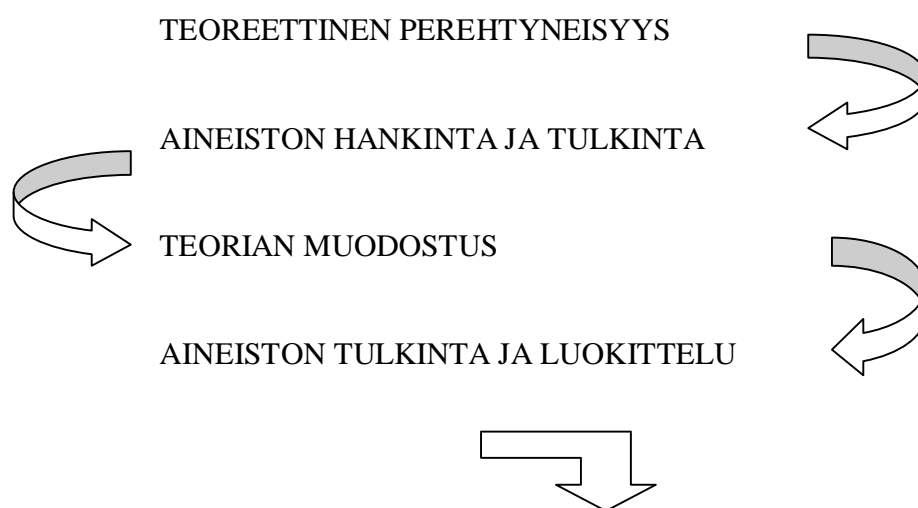 TEOREETTINEN PEREHTYNEISYYS
AINEISTON HANKINTA JA TULKINTA
TEORIAN MUODOSTUS
AINEISTON TULKINTA JA LUOKITTELU